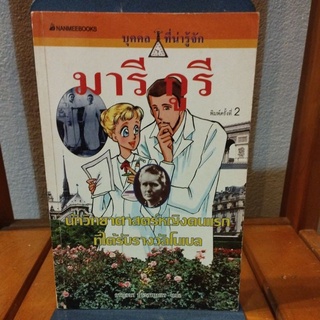 NANMEEBOOKS
บุคคลที่น่ารู้จัก
มารี กูรี
พิมพ์ครั้งที่ 2
นักวิทยาศาสตร์หญิงคนแรก
ที่ได้รับรางวัลโนเบล